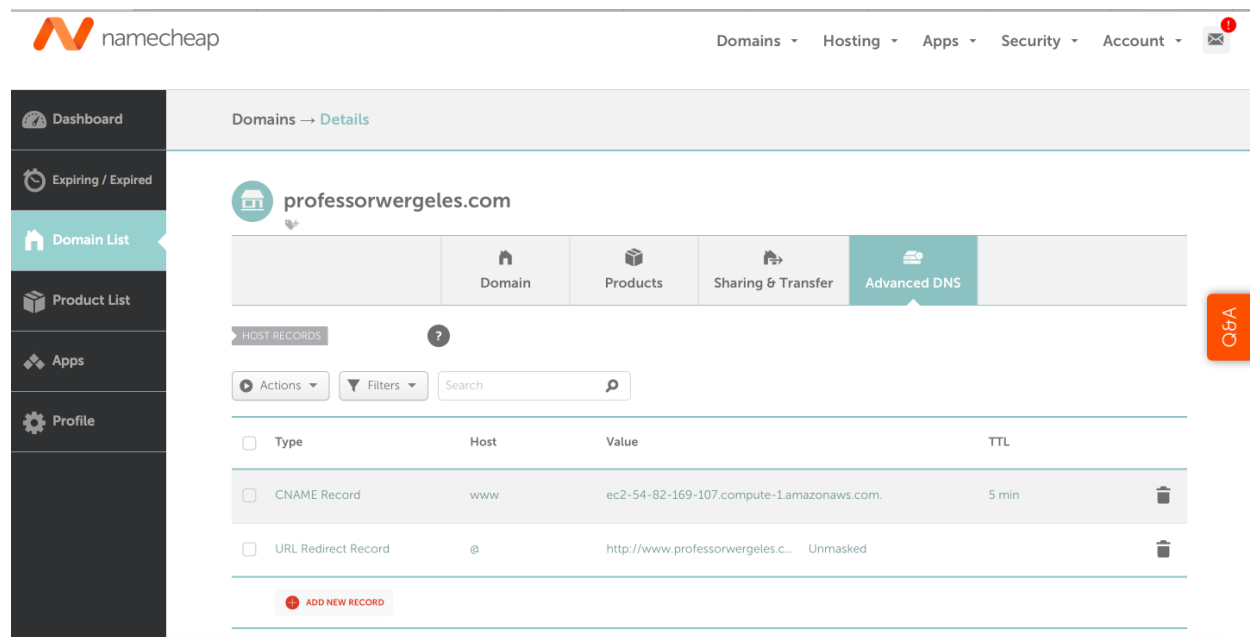 namecheap
Domains Hosting Apps Security Account !
Dashboard
Expiring / Expired
Domain List
Product List
Apps
Profile
Domains → Details
professorwergeles.com
Domain Products Sharing & Transfer Advanced DNS
HOST RECORDS ?
Actions Filters Search
Type Host Value TTL
CNAME Record www ec2-54-82-169-107.compute-1.amazonaws.com. 5 min
URL Redirect Record @ http://www.professorwergeles.c... Unmasked
ADD NEW RECORD
Q&A